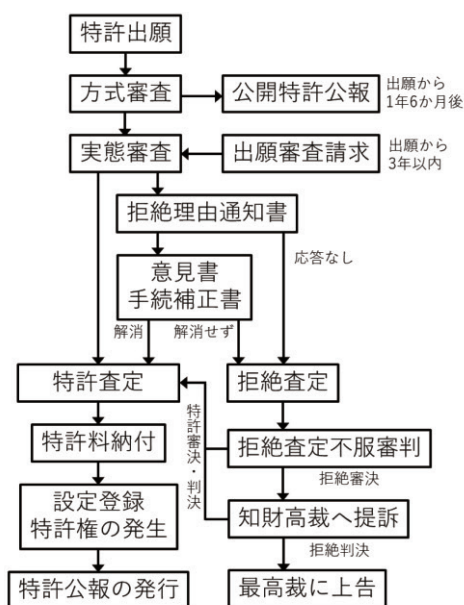 特許出願
方式審査
公開特許公報
出願から
1年6か月後
実態審査
出願審査請求
出願から
3年以内
拒絶理由通知書
応答なし
意見書
手続補正書
解消
解消せず
特許査定
拒絶査定
特許審決・判決
特許料納付
拒絶査定不服審判
拒絶審決
設定登録
特許権の発生
知財高裁へ提訴
拒絶判決
特許公報の発行
最高裁に上告